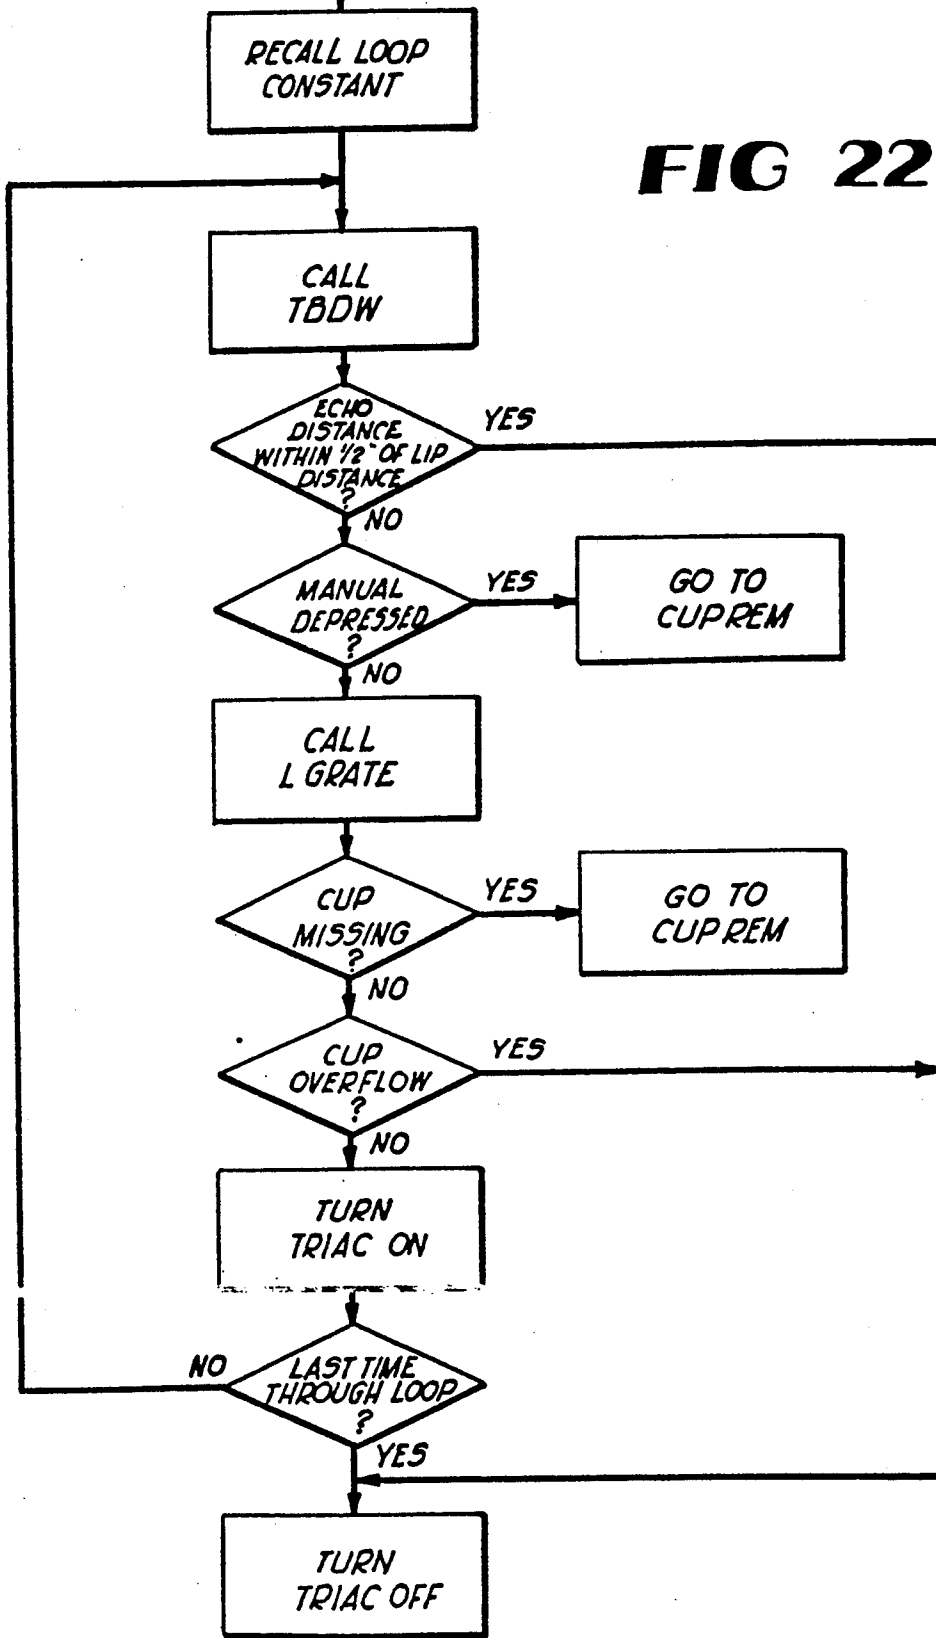 RECALL LOOP
CONSTANT
FIG 22
CALL
TBDW
ECHO
DISTANCE
WITHIN 1/2" OF LIP
DISTANCE
?
YES
NO
MANUAL
DEPRESSED
?
YES
GO TO
CUPREM
NO
CALL
L GRATE
CUP
MISSING
?
YES
GO TO
CUPREM
NO
CUP
OVERFLOW
?
YES
NO
TURN
TRIAC ON
NO
LAST TIME
THROUGH LOOP
?
YES
TURN
TRIAC OFF